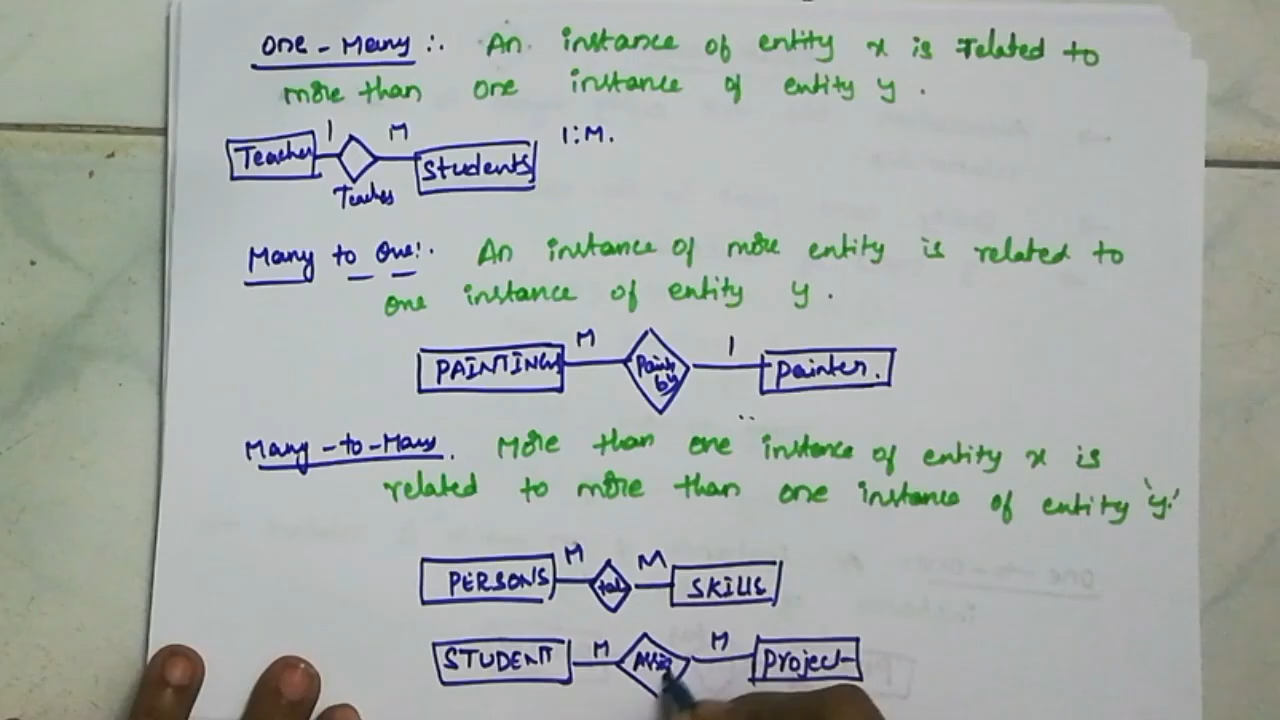 One - Many :. An instance of entity x is related to
more than one instance of entity y .
1 M 1:M.
Teacher Students
Teaches
Many to One:. An instance of more entity is related to
one instance of entity y .
M 1
PAINTING Paint by Painter.
Many-to-Many. More than one instance of entity x is
related to more than one instance of entity 'y.'
M M
PERSONS SKILLS
M M
STUDENT Project